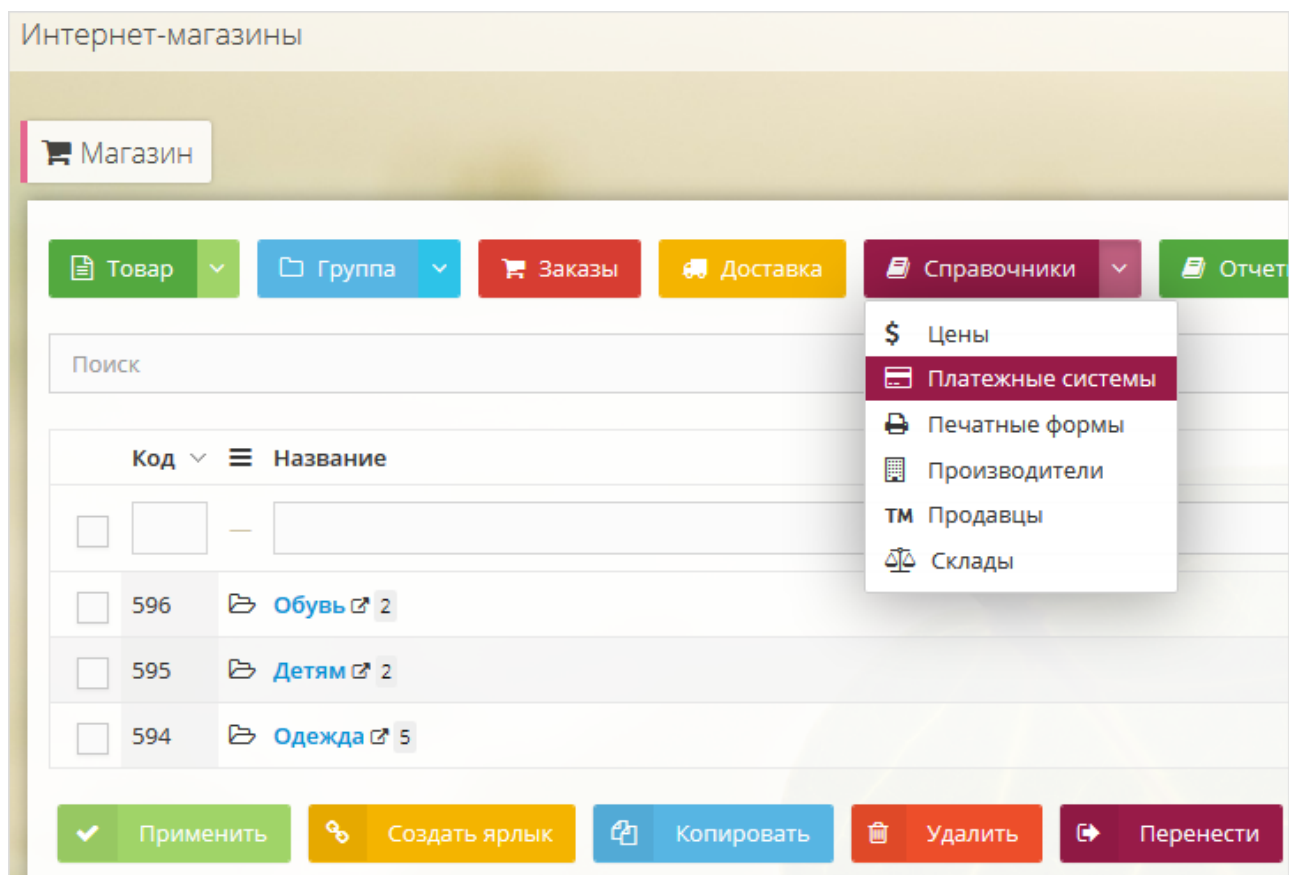 Интернет-магазины
Магазин
Товар Группа Заказы Доставка Справочники Отчет
Поиск
Цены
Платежные системы
Печатные формы
Производители
TM Продавцы
Склады
Код Название
596 Обувь 2
595 Детям 2
594 Одежда 5
Применить Создать ярлык Копировать Удалить Перенести